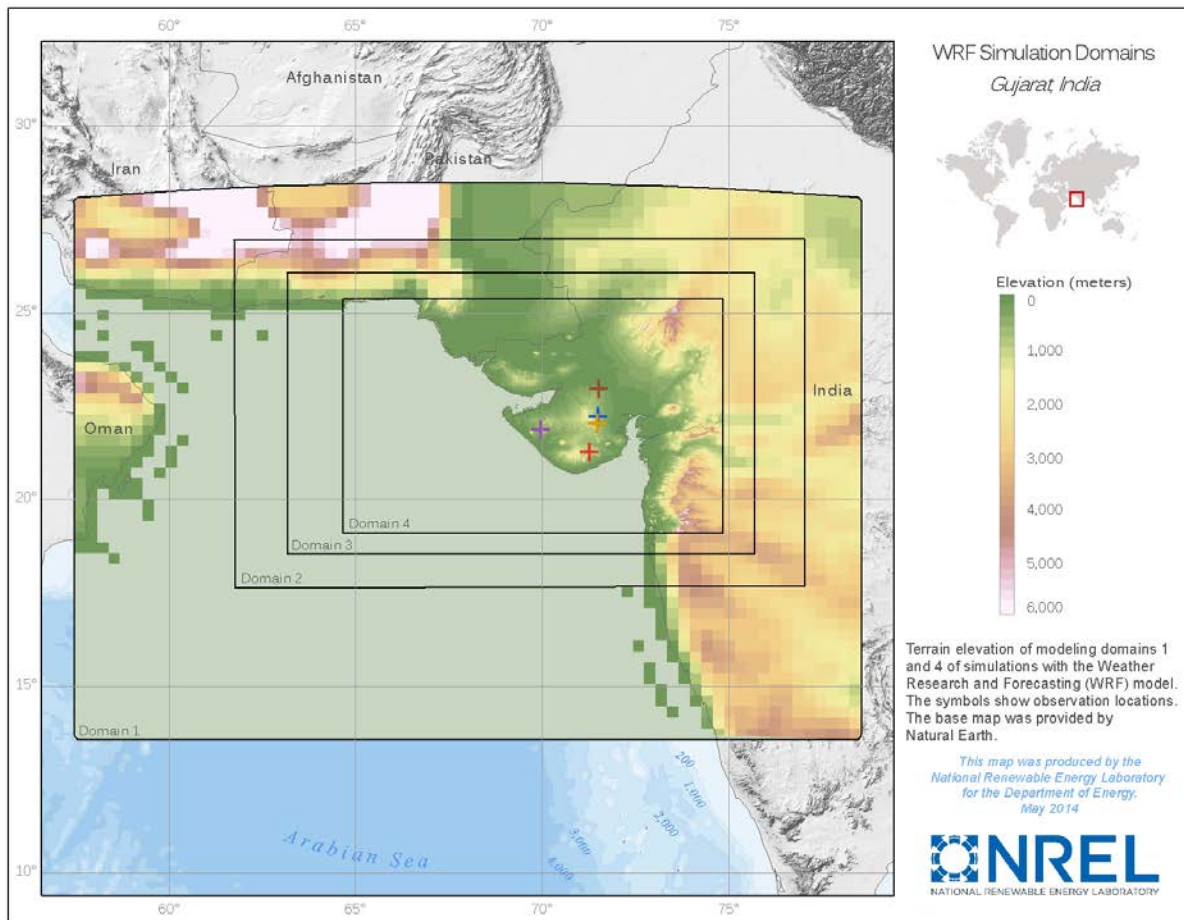 60°
65°
70°
75°
Afghanistan
30°
Iran
Pakistan
25°
India
Oman
20°
Domain 4
Domain 3
Domain 2
15°
Domain 1
200
1,000
2,000
3,000
4,000
Arabian Sea
10°
60°
65°
70°
75°
WRF Simulation Domains
Gujarat, India
Elevation (meters)
0
1,000
2,000
3,000
4,000
5,000
6,000
Terrain elevation of modeling domains 1
and 4 of simulations with the Weather
Research and Forecasting (WRF) model.
The symbols show observation locations.
The base map was provided by
Natural Earth.
This map was produced by the
National Renewable Energy Laboratory
for the Department of Energy.
May 2014
NREL
NATIONAL RENEWABLE ENERGY LABORATORY